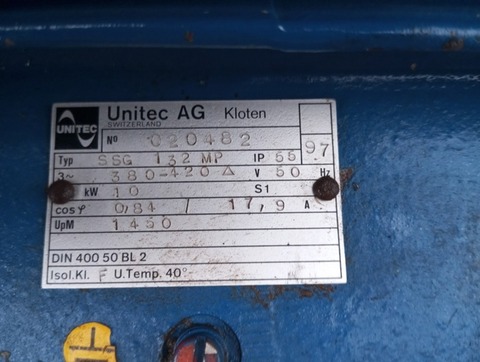 UNITEC
Unitec AG Kloten
SWITZERLAND
No 020482
Typ SSG 132 MP IP 55 97
3~ 380-420 Δ V 50 Hz
kW 10 S1
cos φ 0,84 / 17,9 A
UpM 1450
DIN 400 50 BL 2
Isol.Kl. F U.Temp. 40°